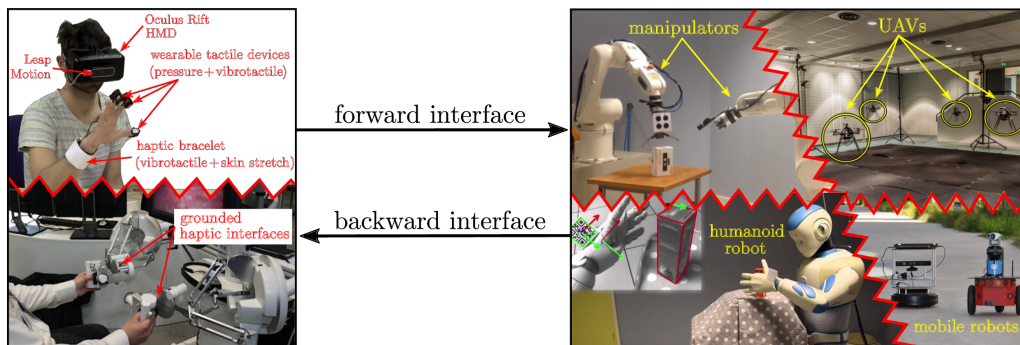 Oculus Rift
HMD
Leap
Motion
wearable tactile devices
(pressure+vibrotactile)
haptic bracelet
(vibrotactile+skin stretch)
grounded
haptic interfaces
forward interface
backward interface
manipulators
UAVs
humanoid
robot
mobile robots